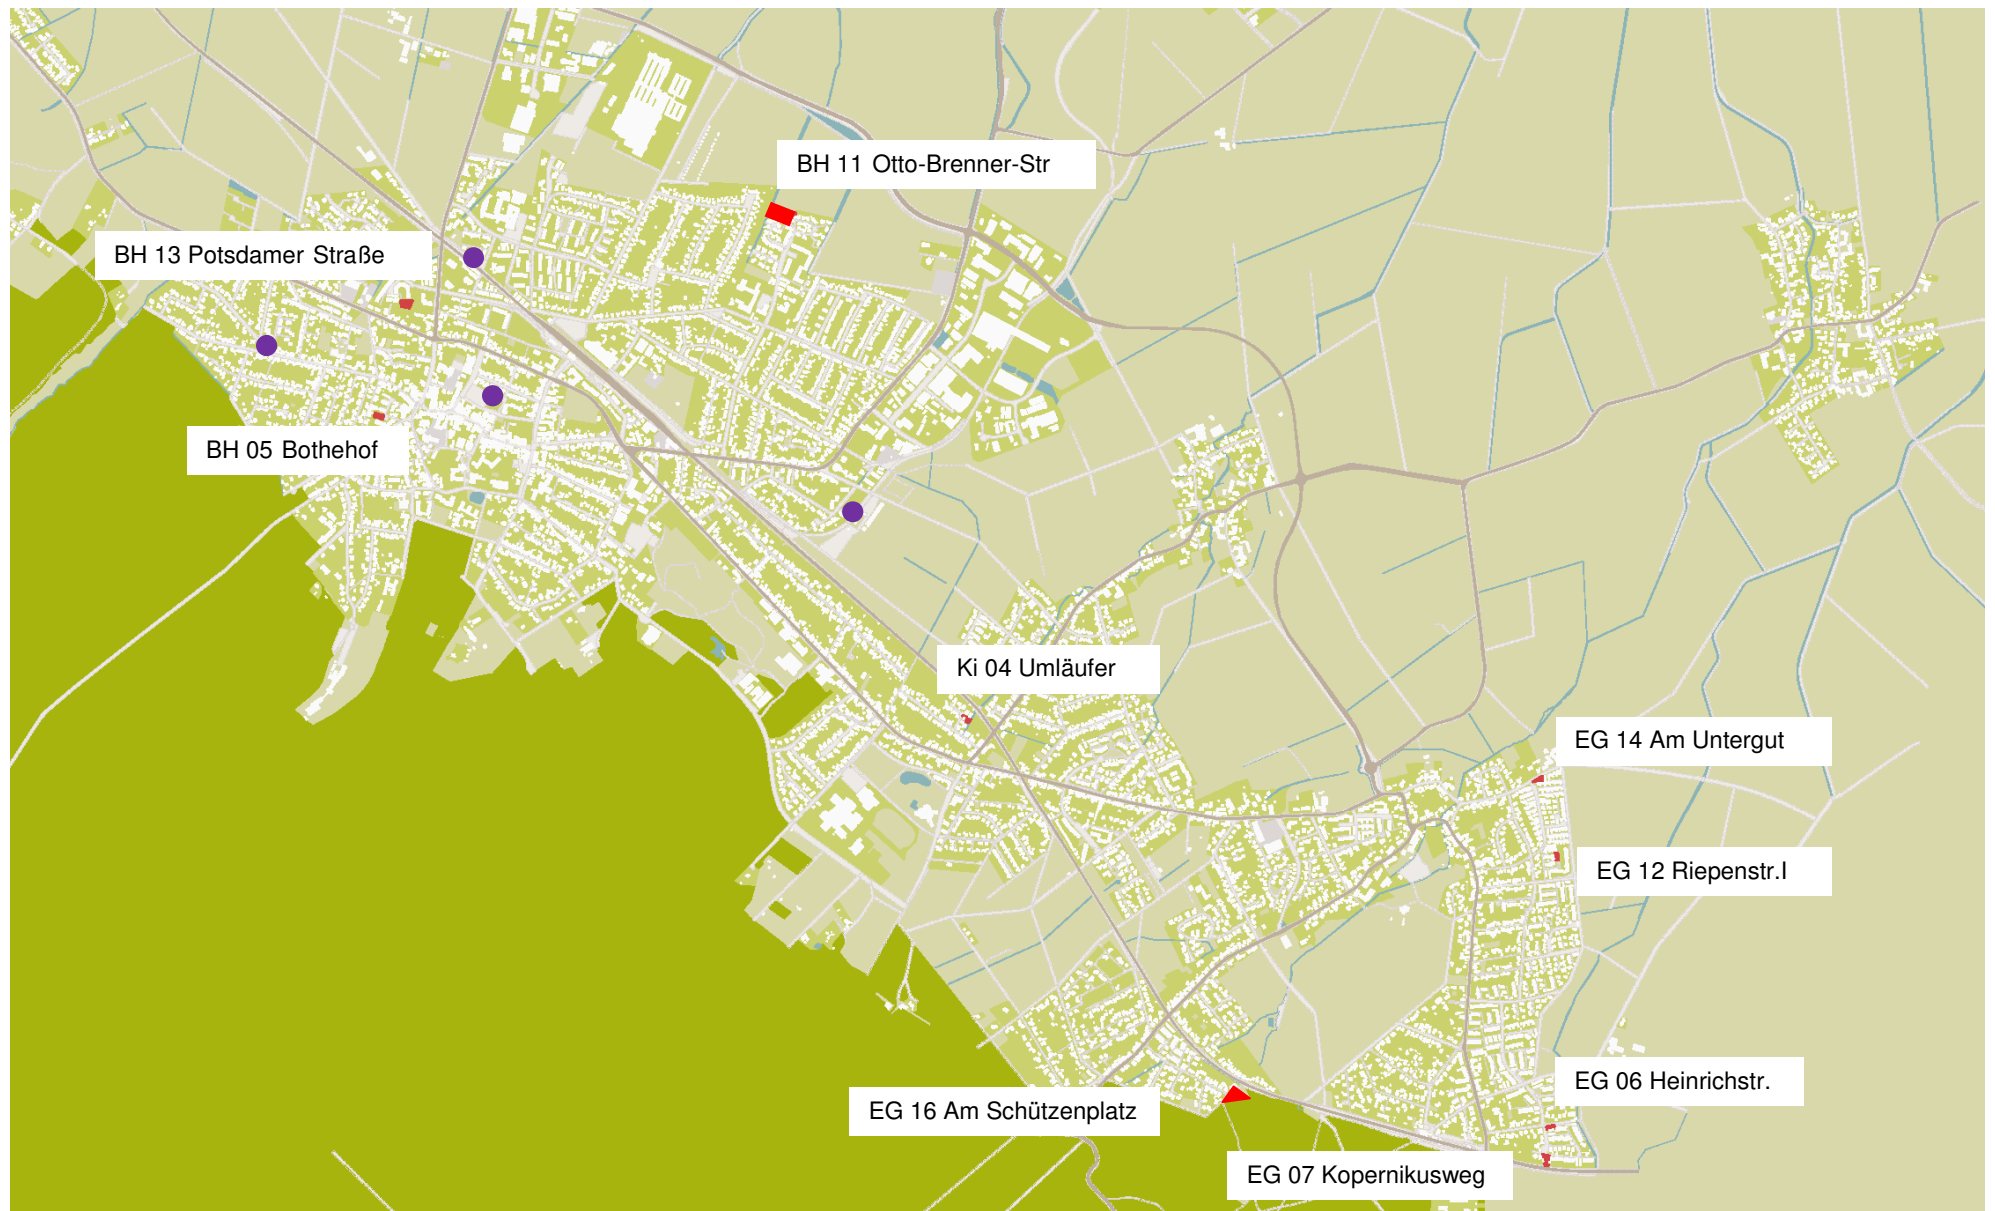 BH 11 Otto-Brenner-Str
BH 13 Potsdamer Straße
BH 05 Bothehof
Ki 04 Umläufer
EG 14 Am Untergut
EG 12 Riepenstr.I
EG 06 Heinrichstr.
EG 16 Am Schützenplatz
EG 07 Kopernikusweg